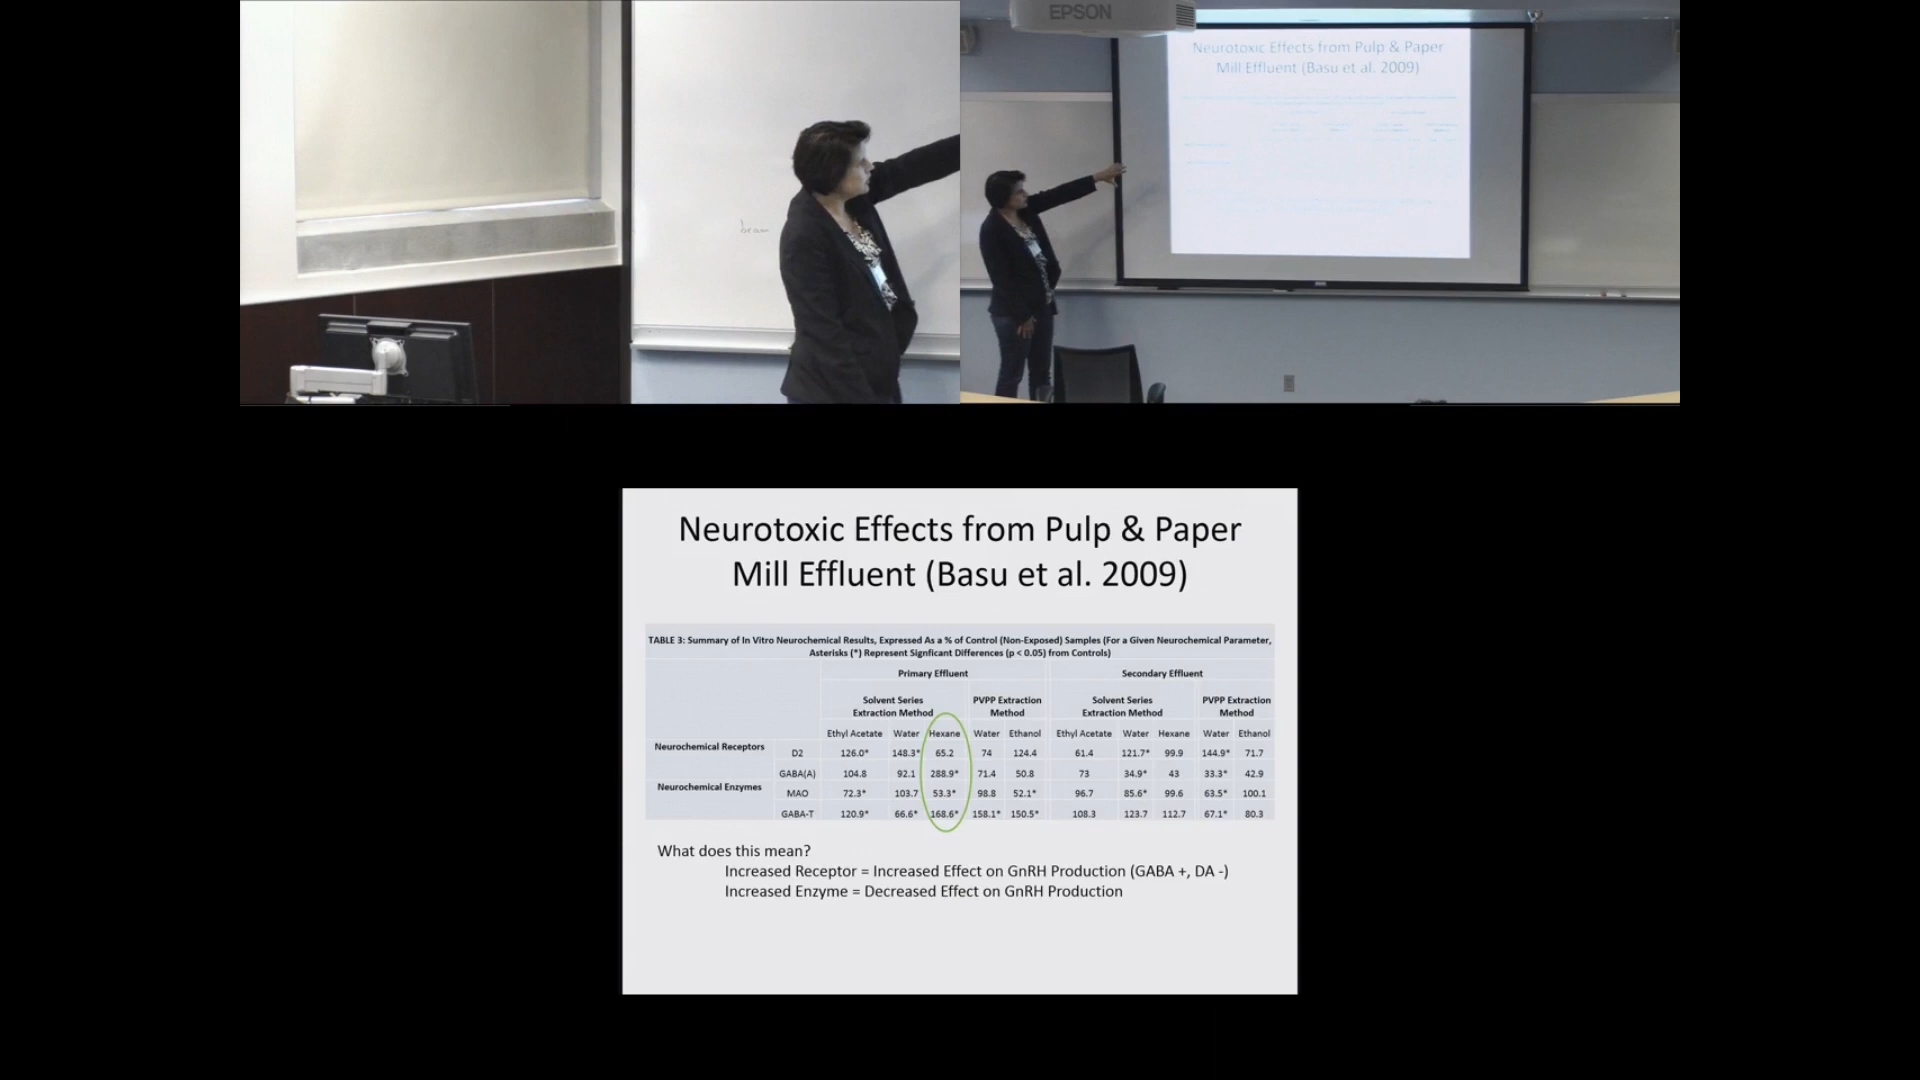 EPSON
Neurotoxic Effects from Pulp & Paper
Mill Effluent (Basu et al. 2009)
beam
Neurotoxic Effects from Pulp & Paper
Mill Effluent (Basu et al. 2009)
TABLE 3: Summary of In Vitro Neurochemical Results, Expressed As a % of Control (Non-Exposed) Samples (For a Given Neurochemical Parameter,
Asterisks (*) Represent Signficant Differences (p < 0.05) from Controls)
Primary Effluent Secondary Effluent
Solvent Series PVPP Extraction Solvent Series PVPP Extraction
Extraction Method Method Extraction Method Method
Ethyl Acetate Water Hexane Water Ethanol Ethyl Acetate Water Hexane Water Ethanol
Neurochemical Receptors D2 126.0* 148.3* 65.2 74 124.4 61.4 121.7* 99.9 144.9* 71.7
GABA(A) 104.8 92.1 288.9* 71.4 50.8 73 34.9* 43 33.3* 42.9
Neurochemical Enzymes MAO 72.3* 103.7 53.3* 98.8 52.1* 96.7 85.6* 99.6 63.5* 100.1
GABA-T 120.9* 66.6* 168.6* 158.1* 150.5* 108.3 123.7 112.7 67.1* 80.3
What does this mean?
Increased Receptor = Increased Effect on GnRH Production (GABA +, DA -)
Increased Enzyme = Decreased Effect on GnRH Production